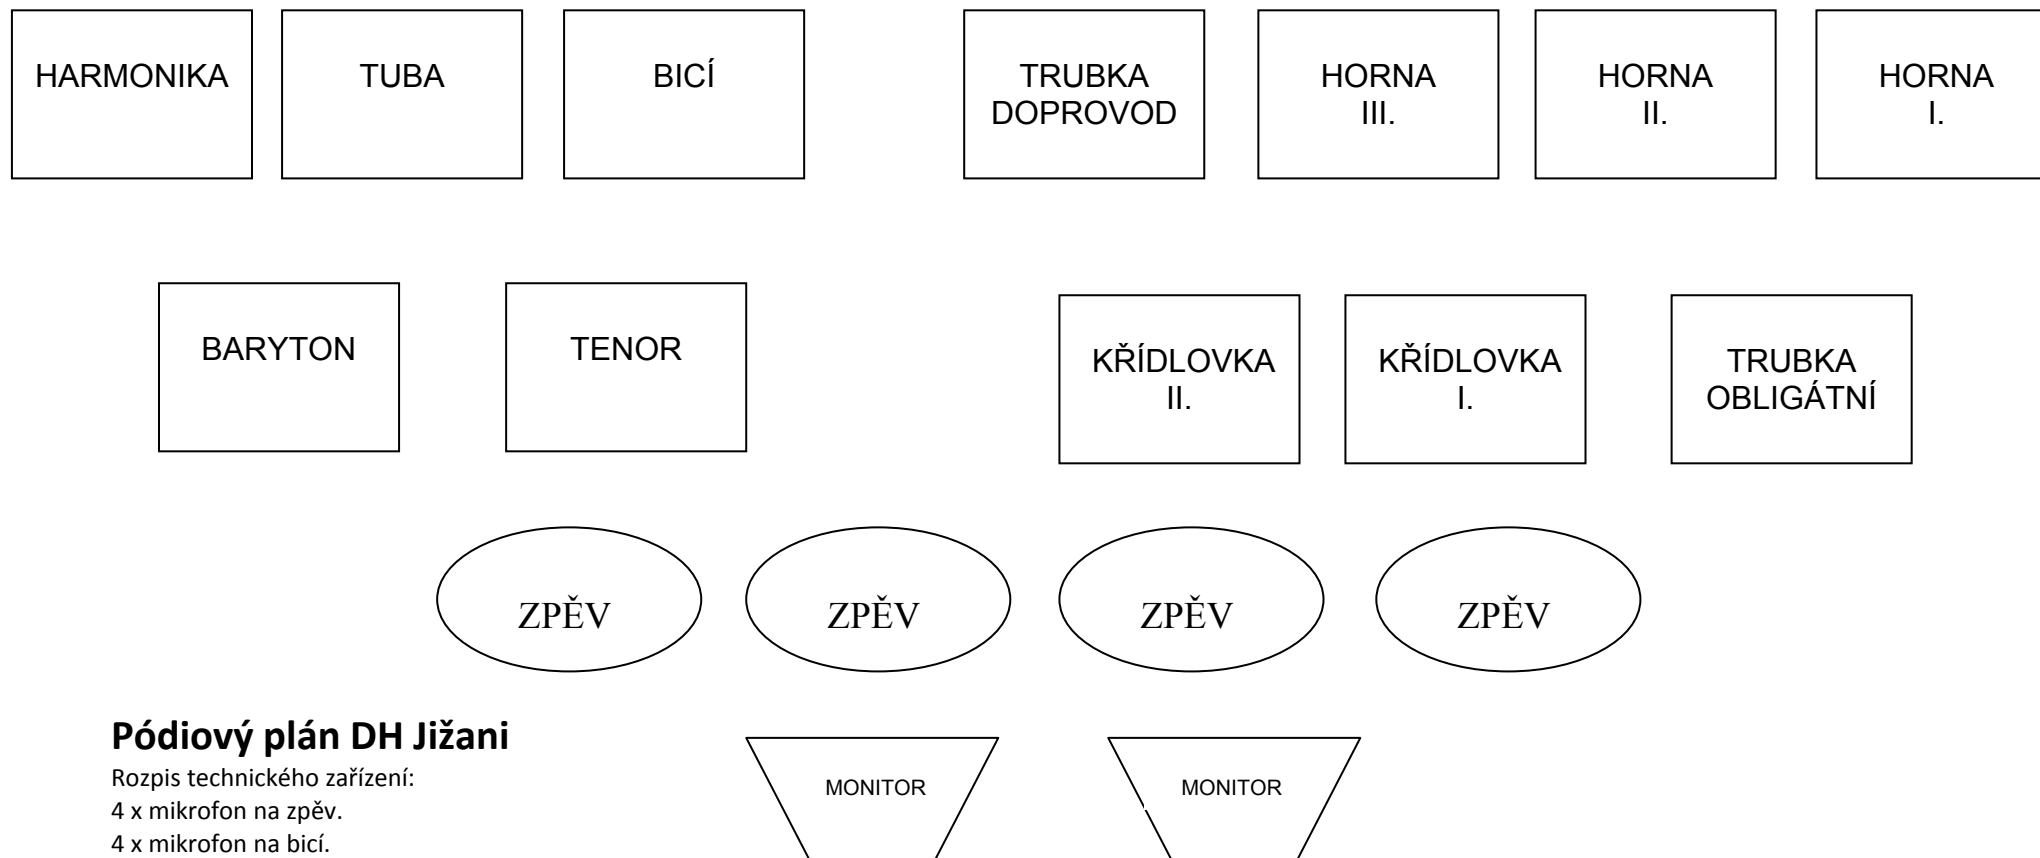 HARMONIKA
TUBA
BICÍ
TRUBKA
DOPROVOD
HORNA
III.
HORNA
II.
HORNA
I.
BARYTON
TENOR
KŘÍDLOVKA
II.
KŘÍDLOVKA
I.
TRUBKA
OBLIGÁTNÍ
ZPĚV
ZPĚV
ZPĚV
ZPĚV
Pódiový plán DH Jižani
Rozpis technického zařízení:
4 x mikrofon na zpěv.
4 x mikrofon na bicí.
MONITOR
MONITOR